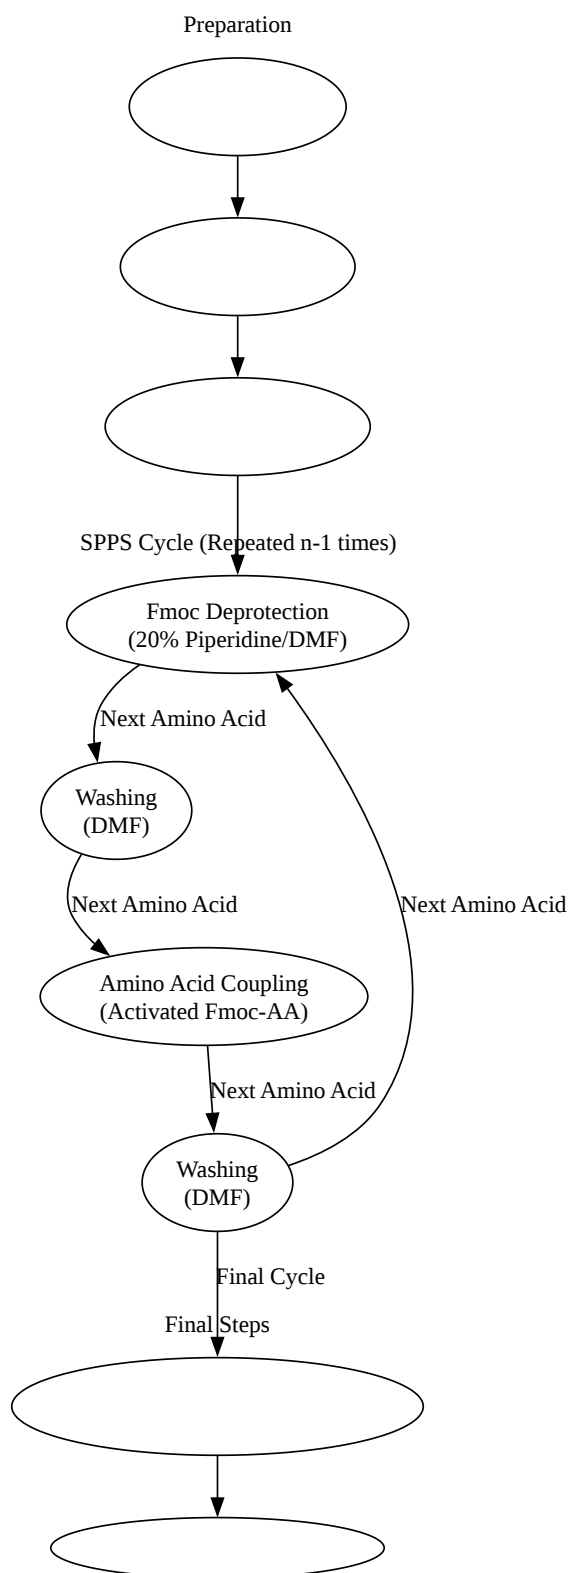 Preparation
SPPS Cycle (Repeated n-1 times)
Fmoc Deprotection
(20% Piperidine/DMF)
Next Amino Acid
Washing
(DMF)
Next Amino Acid
Next Amino Acid
Amino Acid Coupling
(Activated Fmoc-AA)
Next Amino Acid
Washing
(DMF)
Final Cycle
Final Steps